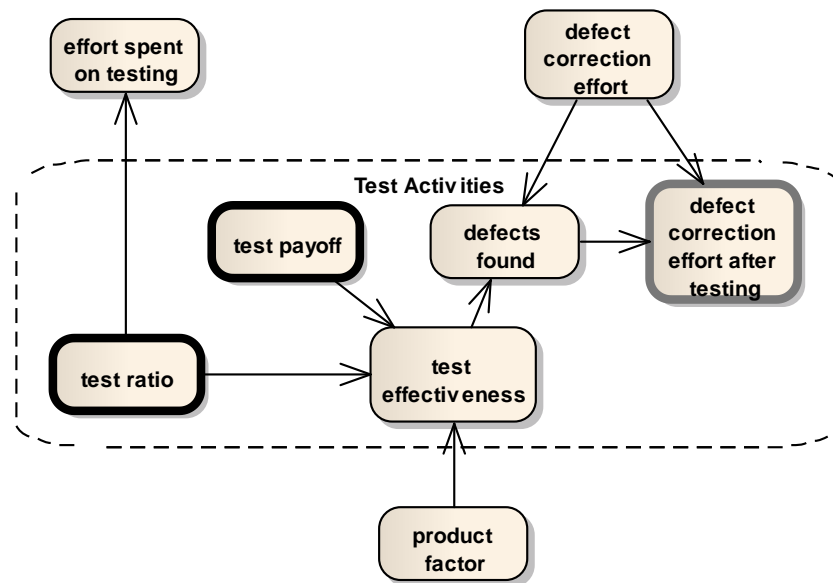 effort spent
on testing
defect
correction
effort
Test Activities
test payoff
defects
found
defect
correction
effort after
testing
test ratio
test
effectiveness
product
factor